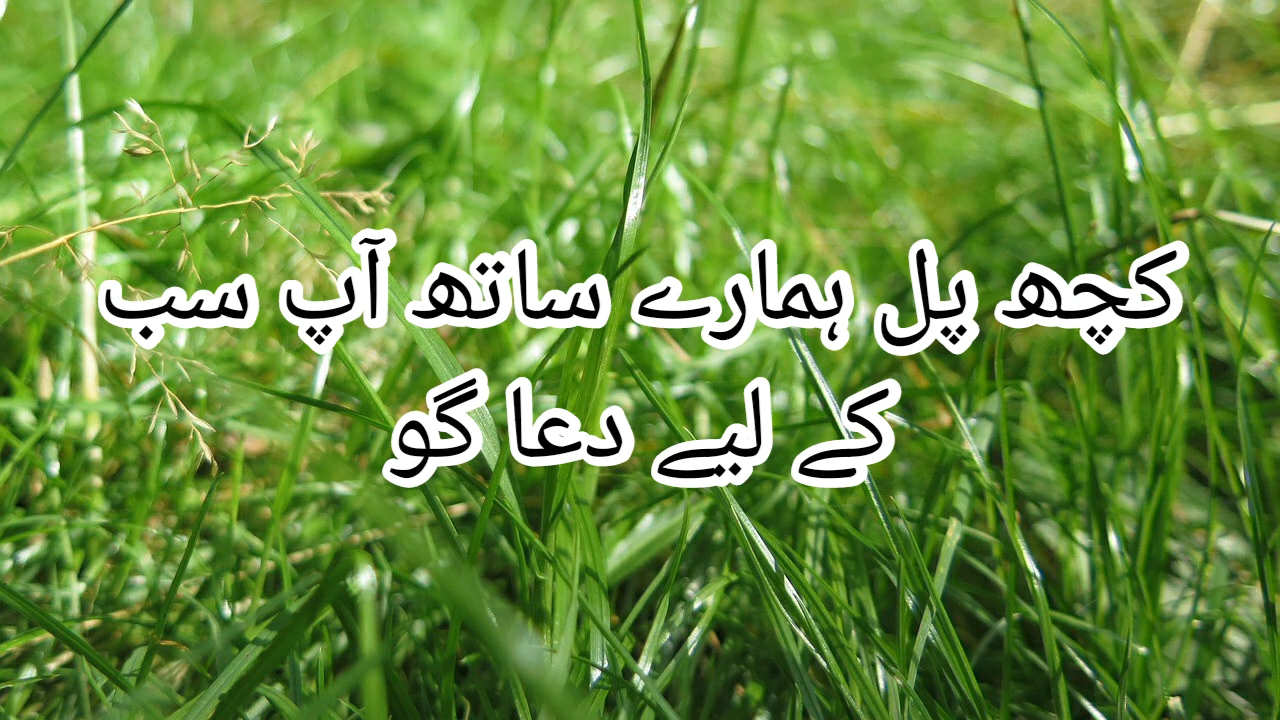 کچھ پل ہمارے ساتھ آپ سب
کے لیے دعا گو